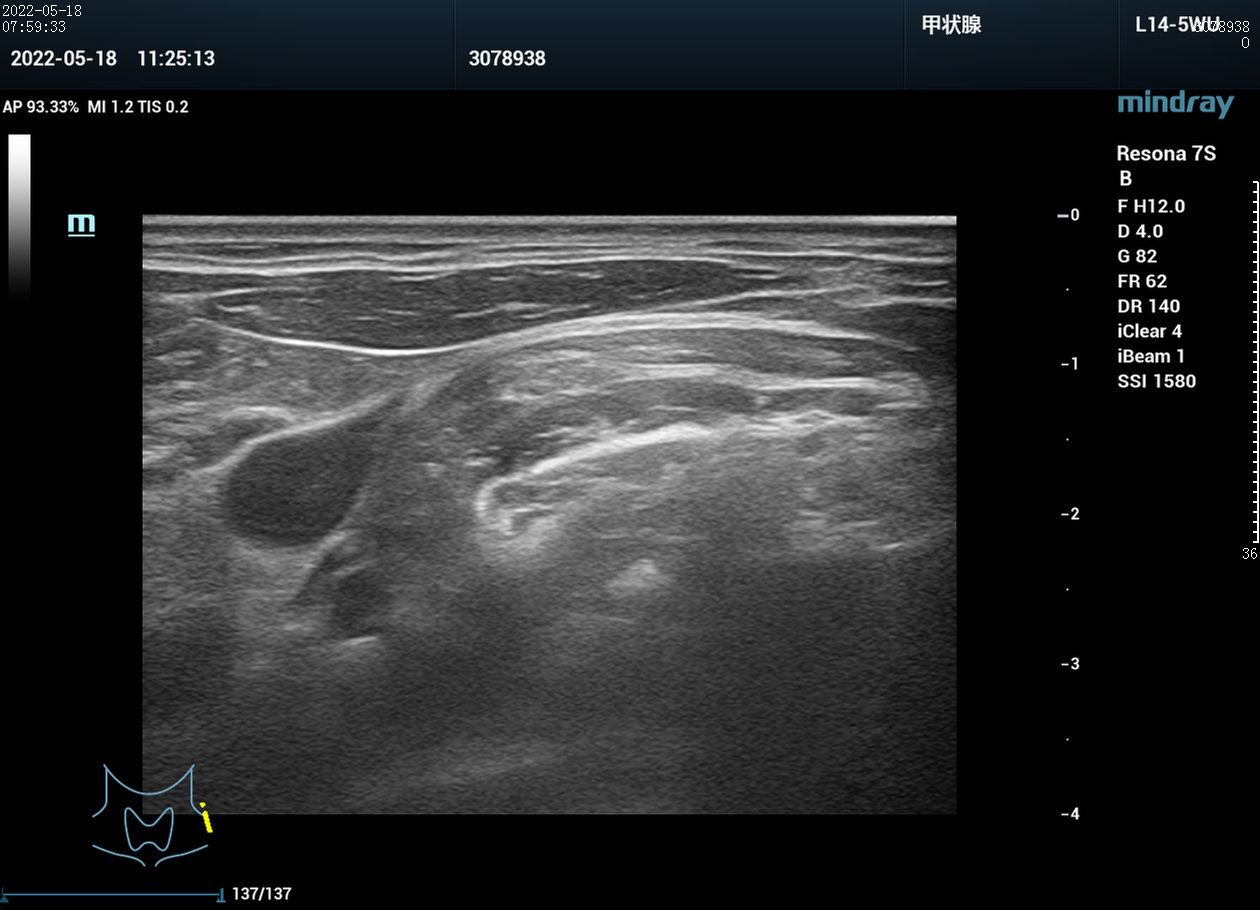 2022-05-18
07:59:33
2022-05-18 11:25:13
3078938
甲状腺
L14-5WU
3078938
0
AP 93.33% MI 1.2 TIS 0.2
mindray
Resona 7S
B
F H12.0
D 4.0
G 82
FR 62
DR 140
iClear 4
iBeam 1
SSI 1580
m
0
-1
-2
-3
-4
36
137/137